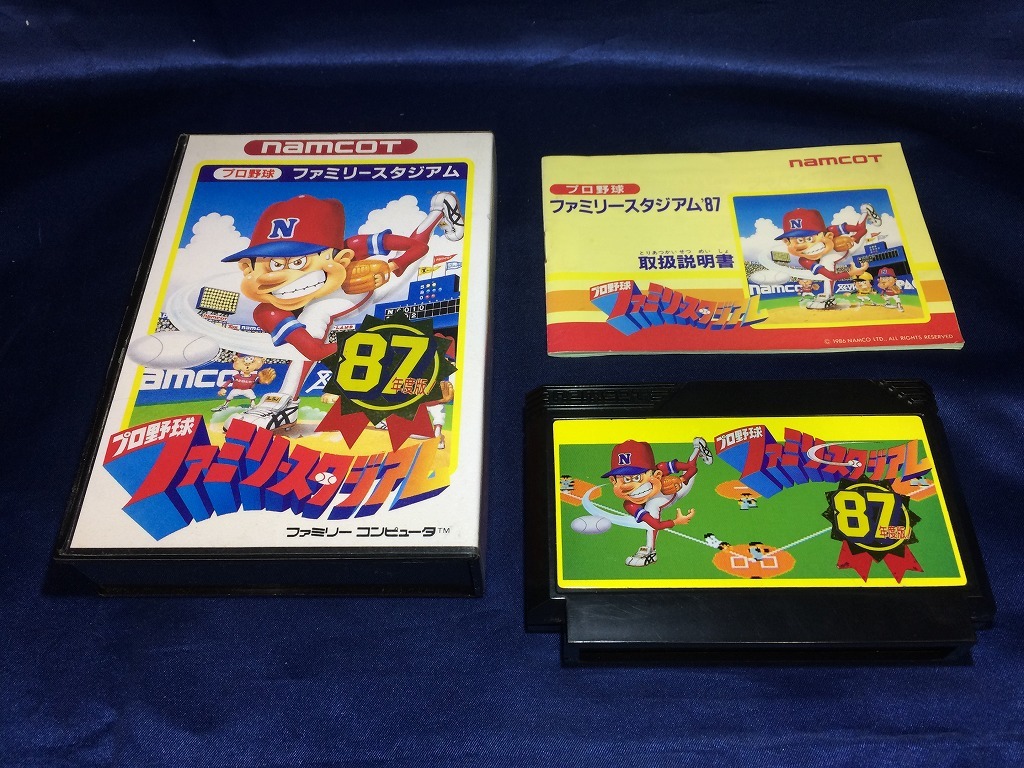 namcot
プロ野球 ファミリースタジアム
N
amcot
87
年度版
プロ野球
ファミリースタジアム
ファミリー コンピュータ™
namcot
プロ野球
ファミリースタジアム'87
とりあつかいせつ めい しょ
取扱説明書
プロ野球
ファミリースタジアム
N
namcot
© 1986 NAMCO LTD., ALL RIGHTS RESERVED
プロ野球
ファミリースタジアム
N
87
年度版